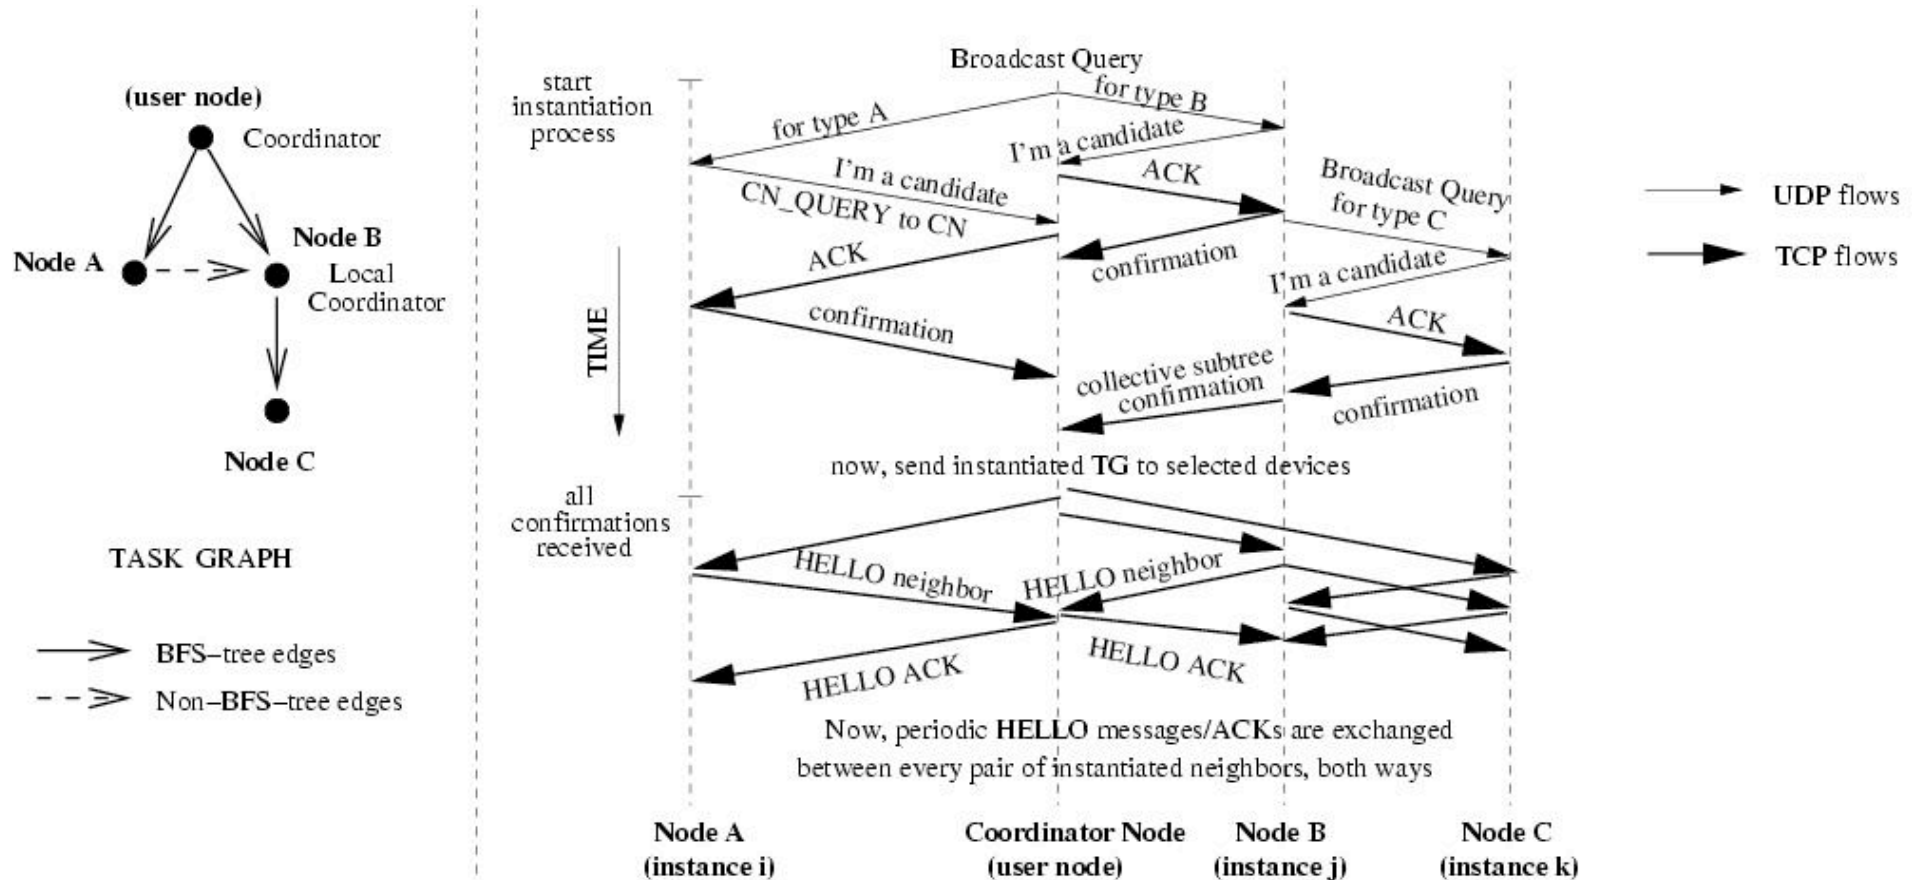 (user node)
Coordinator
Node A
Node B
Local
Coordinator
Node C
TASK GRAPH
BFS-tree edges
Non-BFS-tree edges
start
instantiation
process
Broadcast Query
for type A
for type B
I'm a candidate
I'm a candidate
CN_QUERY to CN
ACK
Broadcast Query
for type C
ACK
confirmation
I'm a candidate
confirmation
ACK
TIME
collective subtree
confirmation
confirmation
now, send instantiated TG to selected devices
all
confirmations
received
HELLO neighbor
HELLO neighbor
HELLO ACK
HELLO ACK
Now, periodic HELLO messages/ACKs are exchanged
between every pair of instantiated neighbors, both ways
Node A
(instance i)
Coordinator Node
(user node)
Node B
(instance j)
Node C
(instance k)
UDP flows
TCP flows